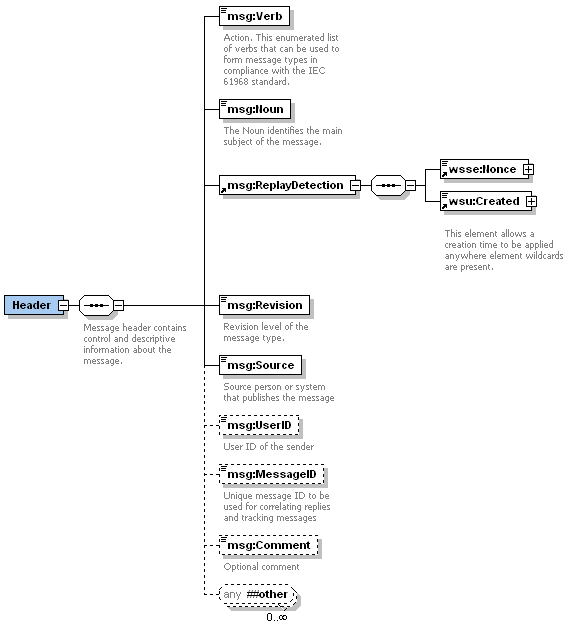 msg:Verb
Action. This enumerated list
of verbs that can be used to
form message types in
compliance with the IEC
61968 standard.
msg:Noun
The Noun identifies the main
subject of the message.
msg:ReplayDetection
wsse:Nonce
wsu:Created
This element allows a
creation time to be applied
anywhere element wildcards
are present.
Header
Message header contains
control and descriptive
information about the
message.
msg:Revision
Revision level of the
message type.
msg:Source
Source person or system
that publishes the message
msg:UserID
User ID of the sender
msg:MessageID
Unique message ID to be
used for correlating replies
and tracking messages
msg:Comment
Optional comment
any ##other
0..∞